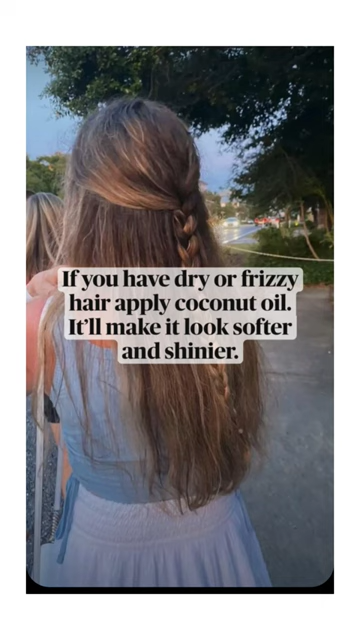 If you have dry or frizzy
hair apply coconut oil.
It'll make it look softer
and shinier.